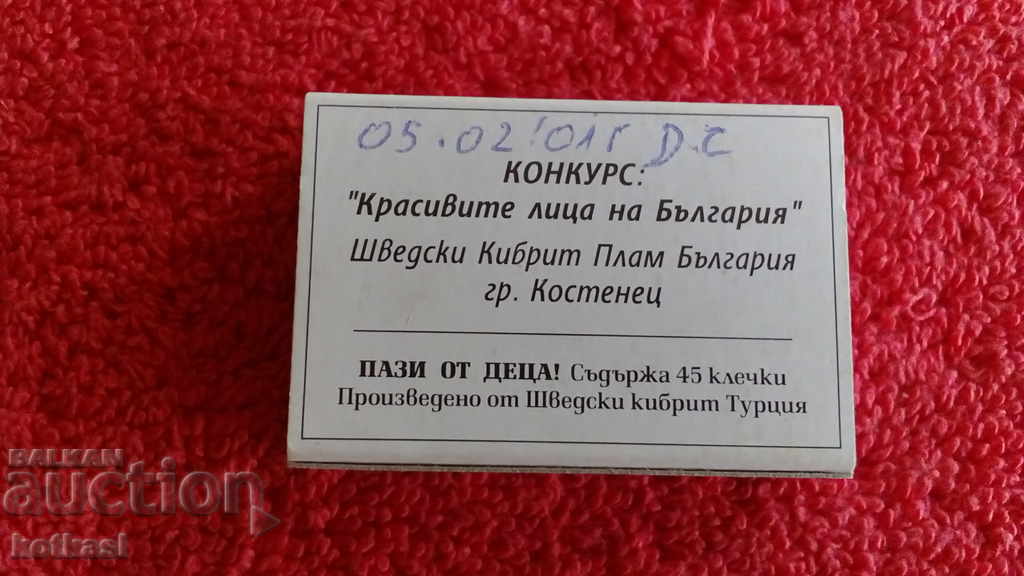 05.02!01г Д.С
КОНКУРС:
"Красивите лица на България"
Шведски Кибрит Плам България
гр. Костенец
ПАЗИ ОТ ДЕЦА! Съдържа 45 клечки
Произведено от Шведски кибрит Турция
BALKAN
auction
kotkasl